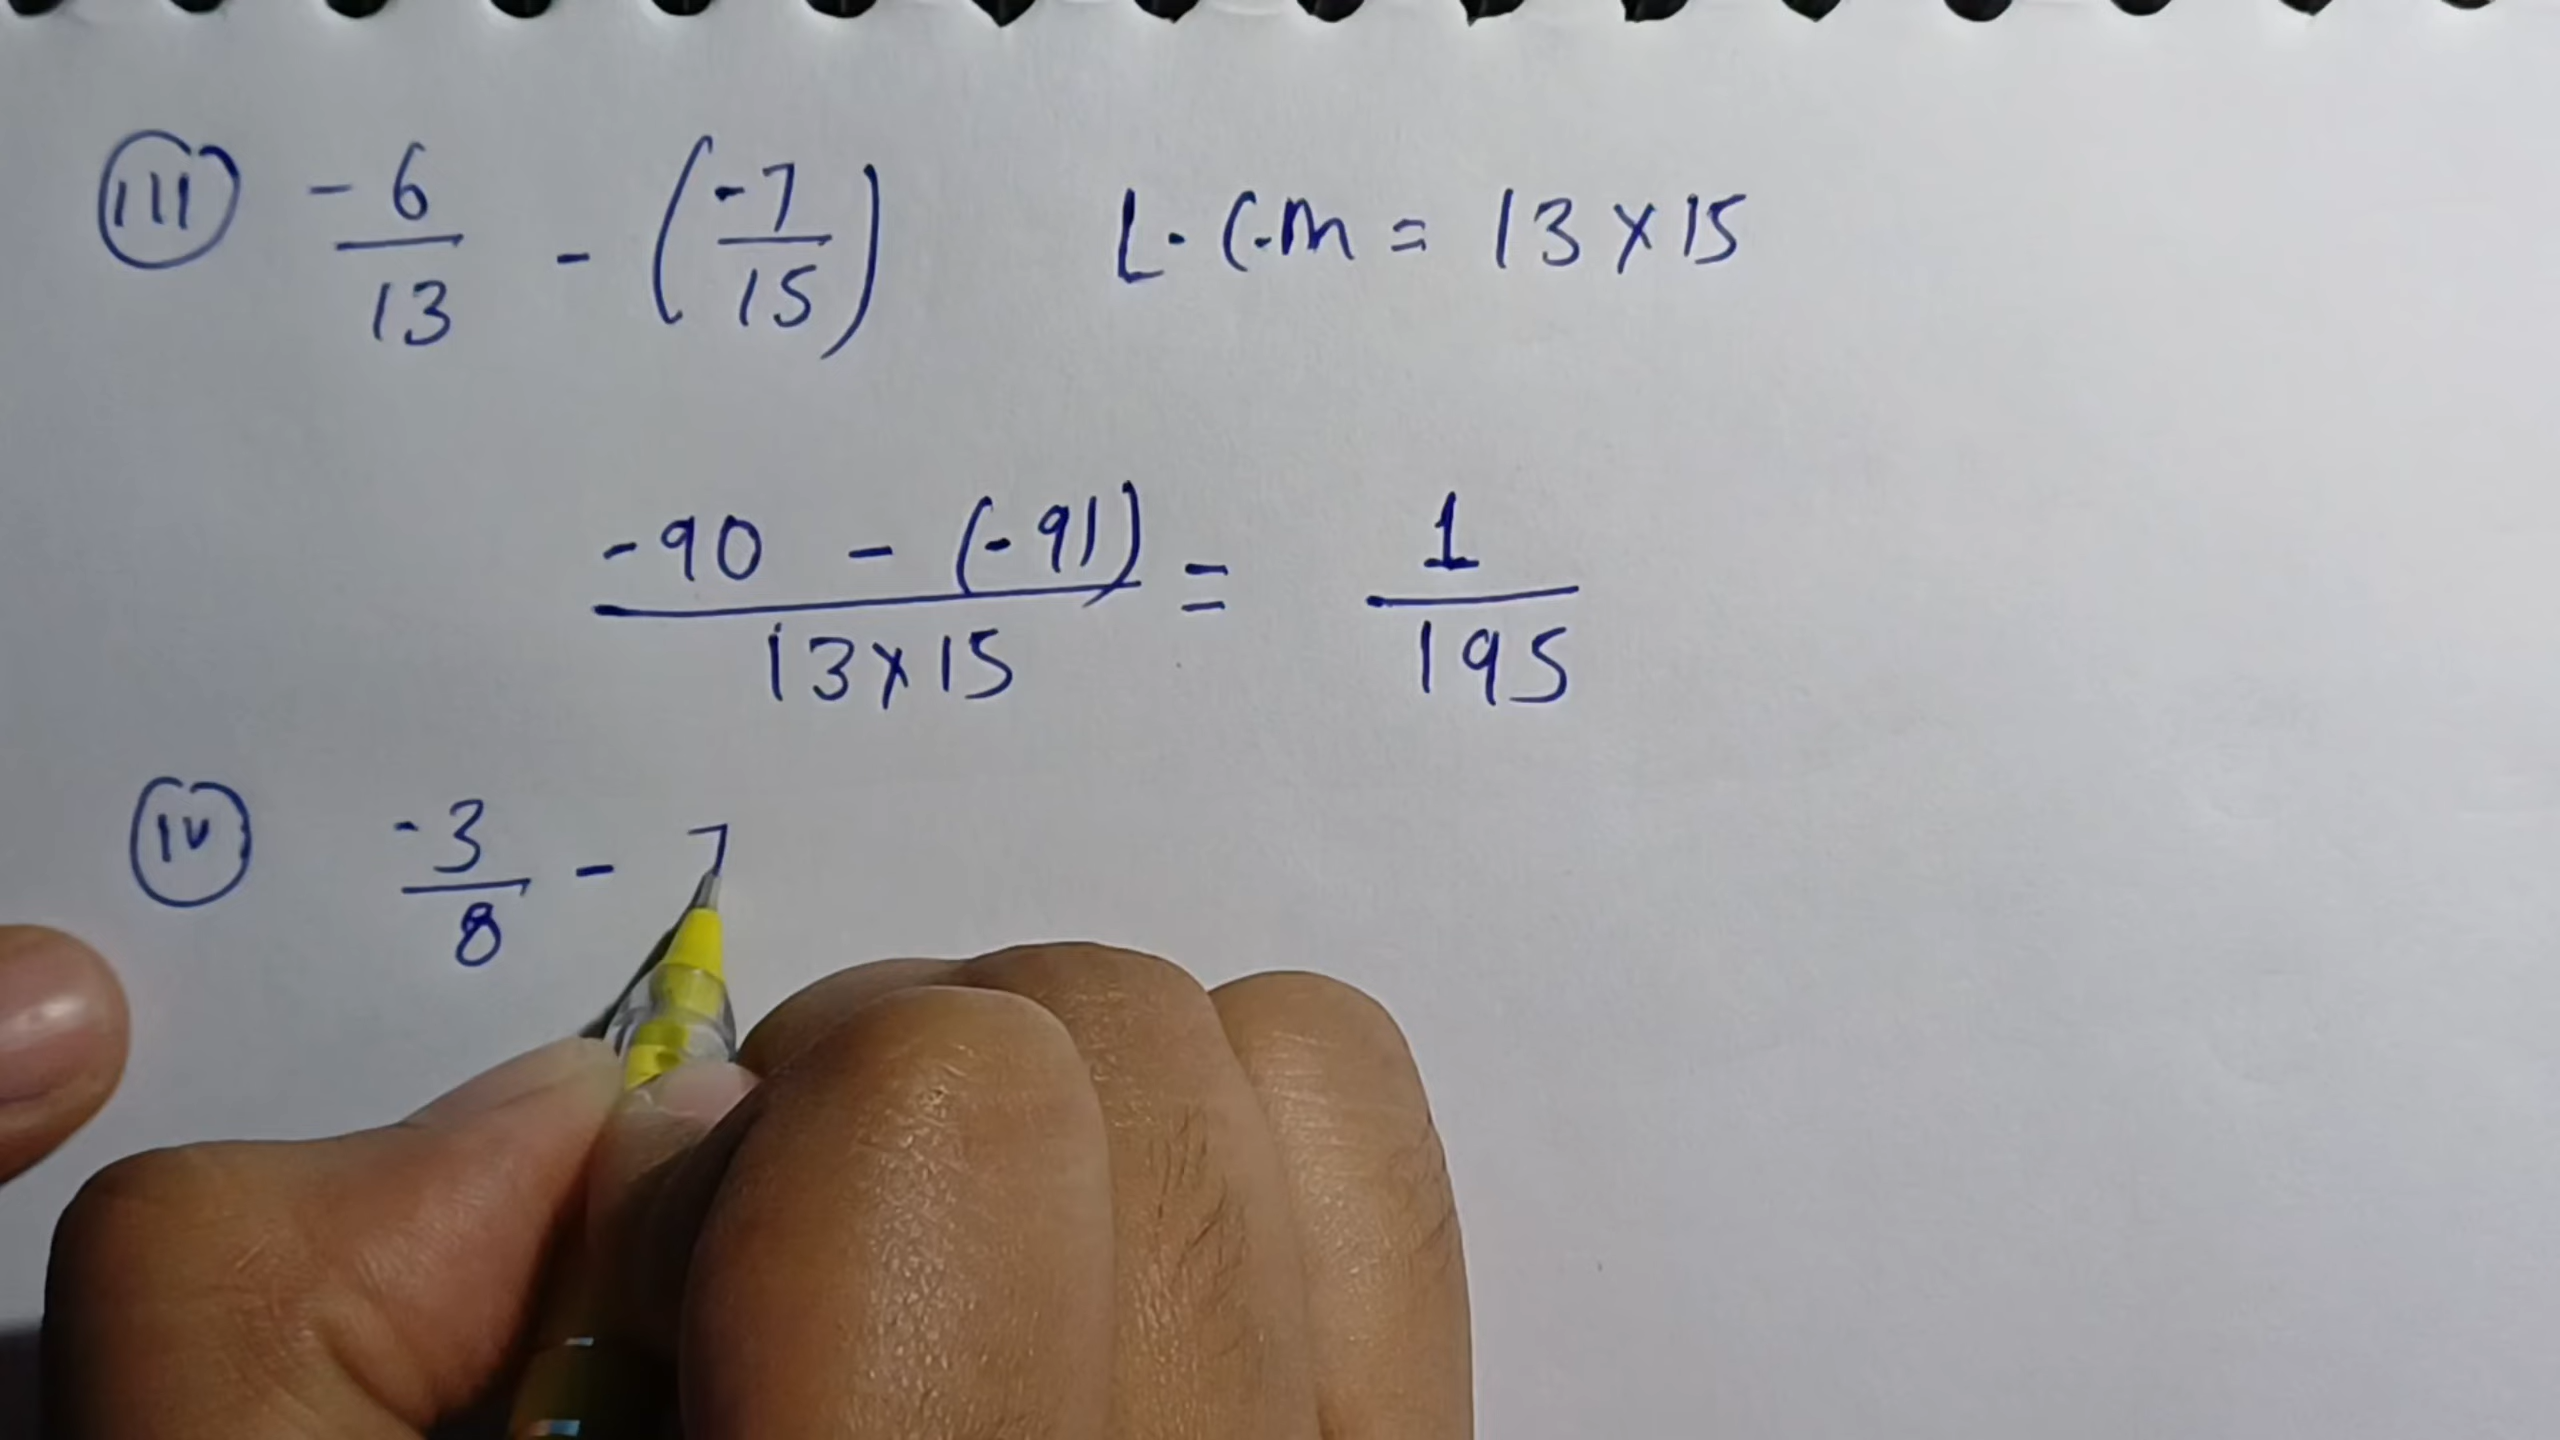 (iii) -6/13 - (-7/15) L.C.M = 13 × 15
-90 - (-91) / 13×15 = 1/195
(iv) -3/8 - 7